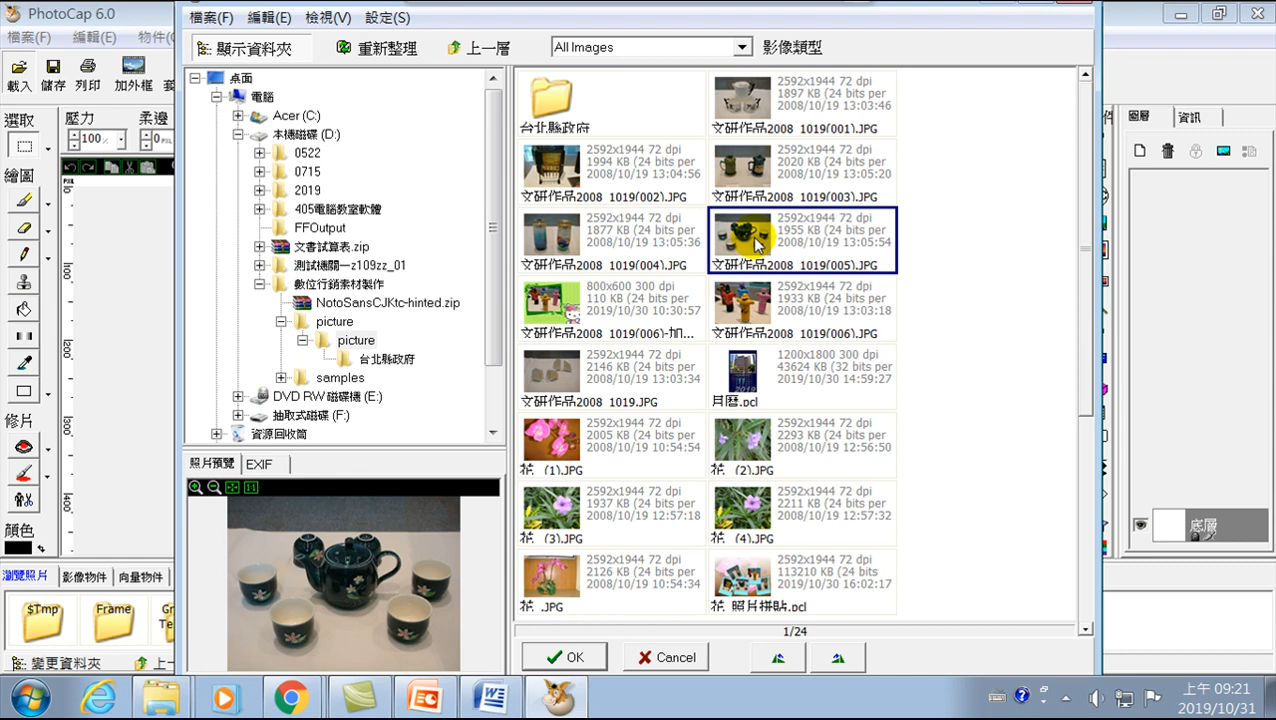 PhotoCap 6.0
檔案(F) 編輯(E) 物件(
載入 儲存 列印 加外框 套
選取 壓力 柔邊
100%
繪圖
修片
顏色
瀏覽照片 影像物件 向量物件
$Tmp Frame Gr
Te
變更資料夾 上一
檔案(F) 編輯(E) 檢視(V) 設定(S)
顯示資料夾 重新整理 上一層 All Images 影像類型
桌面
電腦
Acer (C:)
本機磁碟 (D:)
0522
0715
2019
405電腦教室軟體
FFOutput
文書試算表.zip
測試機關一z109zz_01
數位行銷素材製作
NotoSansCJKtc-hinted.zip
picture
picture
台北縣政府
samples
DVD RW 磁碟機 (E:)
抽取式磁碟 (F:)
資源回收筒
照片預覽 EXIF
台北縣政府
2592x1944 72 dpi
1897 KB (24 bits per
2008/10/19 13:03:46
文研作品2008 1019(001).JPG
2592x1944 72 dpi
1994 KB (24 bits per
2008/10/19 13:04:56
文研作品2008 1019(002).JPG
2592x1944 72 dpi
2020 KB (24 bits per
2008/10/19 13:05:20
文研作品2008 1019(003).JPG
2592x1944 72 dpi
1877 KB (24 bits per
2008/10/19 13:05:36
文研作品2008 1019(004).JPG
2592x1944 72 dpi
1955 KB (24 bits per
2008/10/19 13:05:54
文研作品2008 1019(005).JPG
800x600 300 dpi
110 KB (24 bits per
2019/10/30 10:30:57
文研作品2008 1019(006)-加...
2592x1944 72 dpi
1933 KB (24 bits per
2008/10/19 13:03:18
文研作品2008 1019(006).JPG
2592x1944 72 dpi
2146 KB (24 bits per
2008/10/19 13:03:34
文研作品2008 1019.JPG
1200x1800 300 dpi
43624 KB (32 bits per
2019/10/30 14:59:27
月曆.pcl
2592x1944 72 dpi
2005 KB (24 bits per
2008/10/19 10:54:54
花 (1).JPG
2592x1944 72 dpi
2293 KB (24 bits per
2008/10/19 12:56:50
花 (2).JPG
2592x1944 72 dpi
1937 KB (24 bits per
2008/10/19 12:57:18
花 (3).JPG
2592x1944 72 dpi
2211 KB (24 bits per
2008/10/19 12:57:32
花 (4).JPG
2592x1944 72 dpi
2126 KB (24 bits per
2008/10/19 10:54:34
花 .JPG
2592x1944 72 dpi
113210 KB (24 bits
2019/10/30 16:02:17
花 照片拼貼.pcl
1/24
OK Cancel
圖層 資訊
底層
上午 09:21
2019/10/31